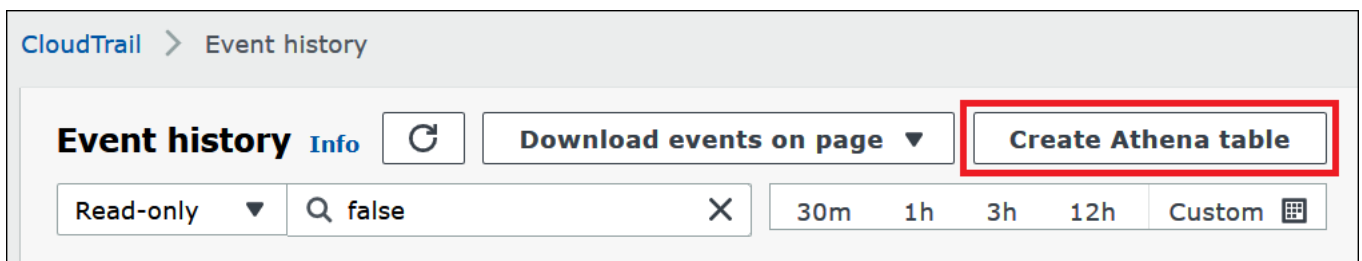 CloudTrail > Event history
Event history Info Download events on page ▼ Create Athena table
Read-only ▼ false 30m 1h 3h 12h Custom